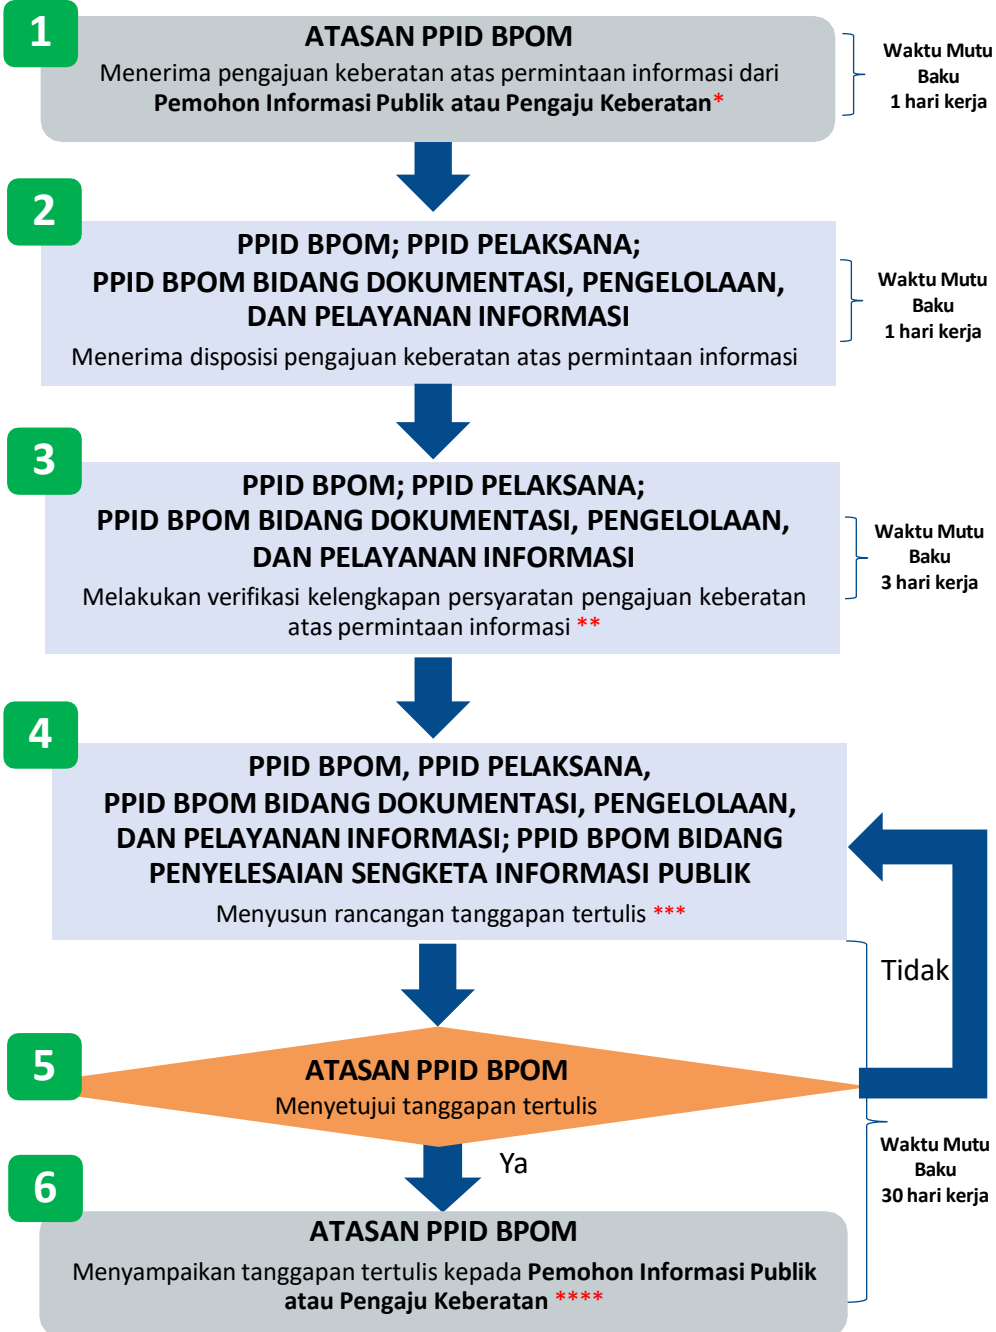 1
ATASAN PPID BPOM
Menerima pengajuan keberatan atas permintaan informasi dari
Pemohon Informasi Publik atau Pengaju Keberatan*
Waktu Mutu
Baku
1 hari kerja
2
PPID BPOM; PPID PELAKSANA;
PPID BPOM BIDANG DOKUMENTASI, PENGELOLAAN,
DAN PELAYANAN INFORMASI
Menerima disposisi pengajuan keberatan atas permintaan informasi
Waktu Mutu
Baku
1 hari kerja
3
PPID BPOM; PPID PELAKSANA;
PPID BPOM BIDANG DOKUMENTASI, PENGELOLAAN,
DAN PELAYANAN INFORMASI
Melakukan verifikasi kelengkapan persyaratan pengajuan keberatan
atas permintaan informasi **
Waktu Mutu
Baku
3 hari kerja
4
PPID BPOM, PPID PELAKSANA,
PPID BPOM BIDANG DOKUMENTASI, PENGELOLAAN,
DAN PELAYANAN INFORMASI; PPID BPOM BIDANG
PENYELESAIAN SENGKETA INFORMASI PUBLIK
Menyusun rancangan tanggapan tertulis ***
Tidak
5
ATASAN PPID BPOM
Menyetujui tanggapan tertulis
Ya
Waktu Mutu
Baku
30 hari kerja
6
ATASAN PPID BPOM
Menyampaikan tanggapan tertulis kepada Pemohon Informasi Publik
atau Pengaju Keberatan ****